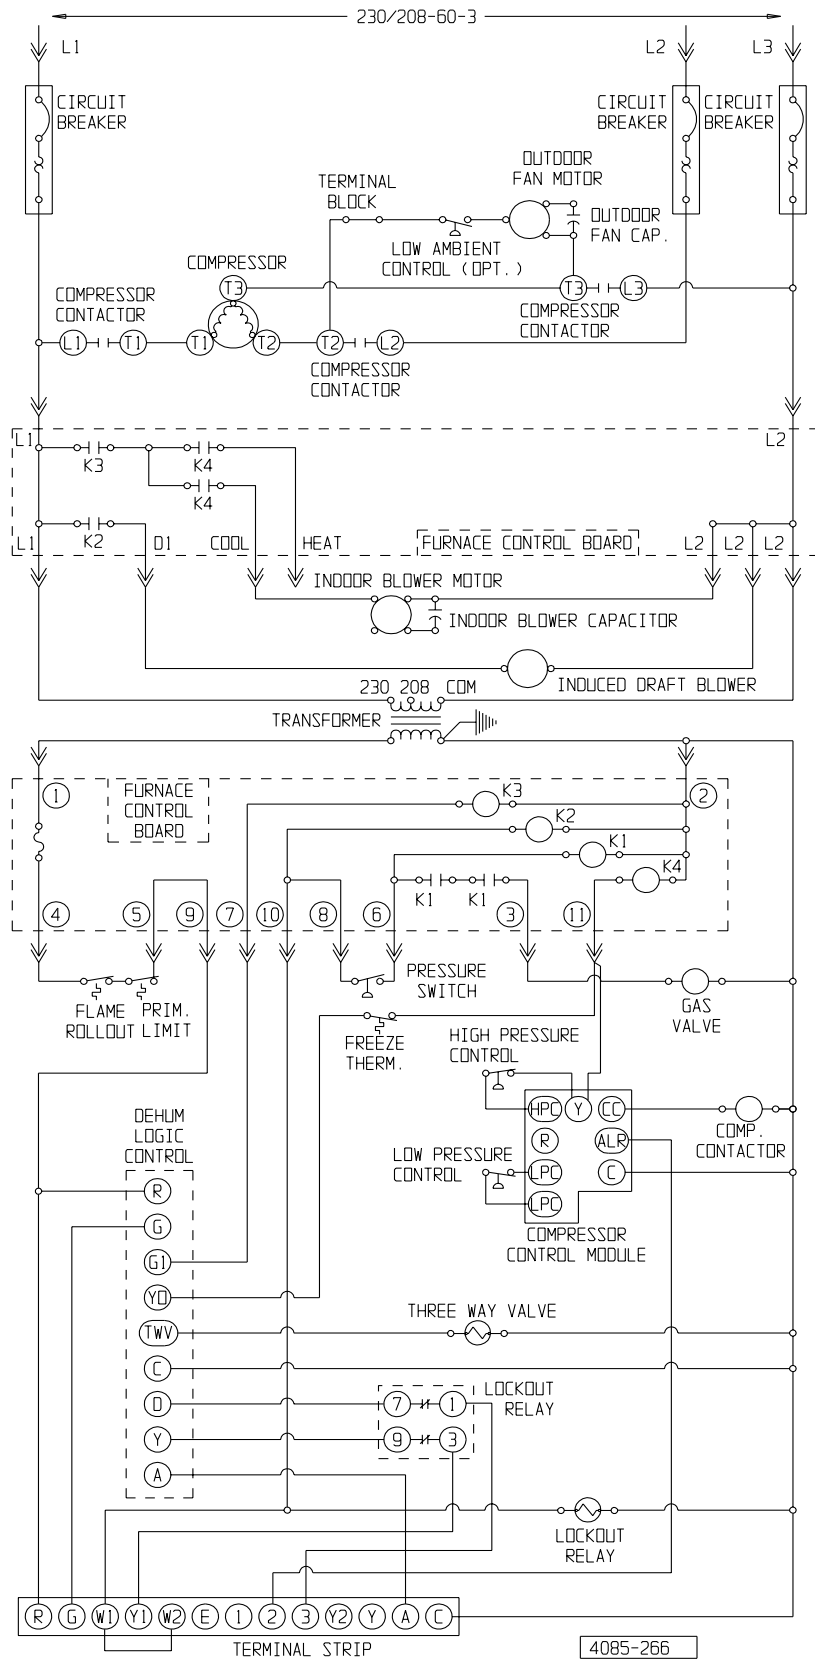 230/208-60-3
L1
L2
L3
CIRCUIT
BREAKER
CIRCUIT
BREAKER
CIRCUIT
BREAKER
OUTDOOR
FAN MOTOR
TERMINAL
BLOCK
OUTDOOR
FAN CAP.
LOW AMBIENT
CONTROL (OPT.)
COMPRESSOR
T3
T3
L3
COMPRESSOR
CONTACTOR
COMPRESSOR
CONTACTOR
L1
T1
T1
T2
T2
L2
COMPRESSOR
CONTACTOR
L1
L2
K3
K4
K4
K2
L1
D1
COOL
HEAT
FURNACE CONTROL BOARD
L2
L2
L2
INDOOR BLOWER MOTOR
INDOOR BLOWER CAPACITOR
INDUCED DRAFT BLOWER
230 208 COM
TRANSFORMER
1
FURNACE
CONTROL
BOARD
K3
2
K2
K1
K4
K1
K1
4
5
9
7
10
8
6
3
11
FLAME
ROLLOUT
PRIM.
LIMIT
PRESSURE
SWITCH
GAS
VALVE
FREEZE
THERM.
HIGH PRESSURE
CONTROL
HPC
Y
CC
COMP.
CONTACTOR
R
ALR
LOW PRESSURE
CONTROL
LPC
C
LPC
COMPRESSOR
CONTROL MODULE
DEHUM
LOGIC
CONTROL
R
G
G1
YO
TWV
THREE WAY VALVE
C
D
7
1
LOCKOUT
RELAY
Y
9
3
A
LOCKOUT
RELAY
R
G
W1
Y1
W2
E
1
2
3
Y2
Y
A
C
TERMINAL STRIP
4085-266